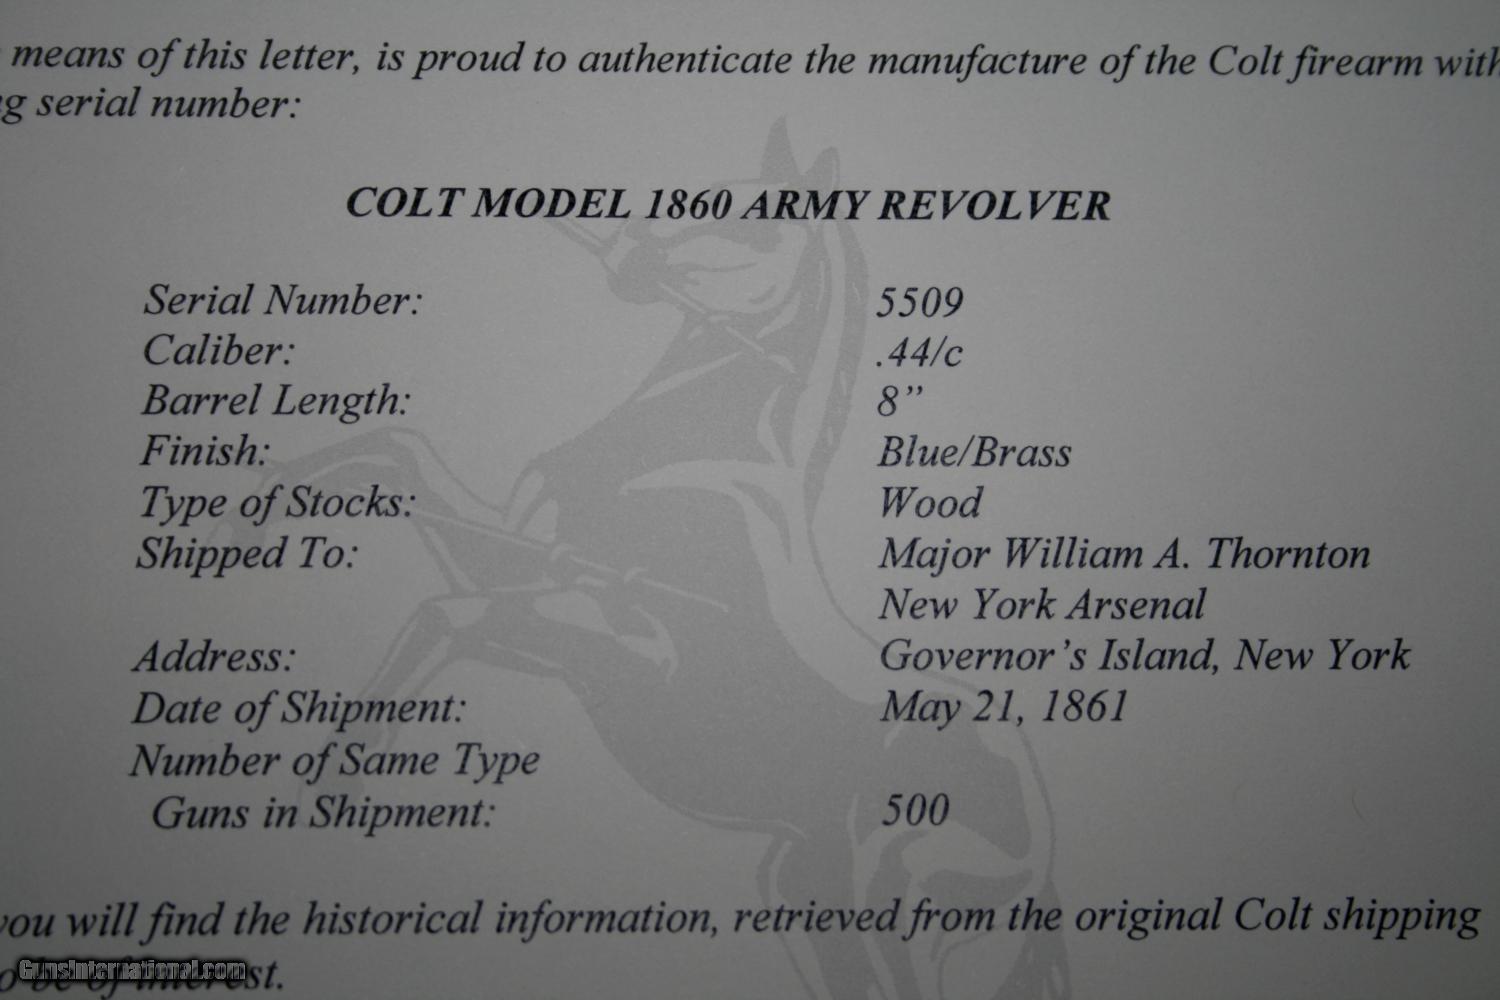 means of this letter, is proud to authenticate the manufacture of the Colt firearm with
serial number:
COLT MODEL 1860 ARMY REVOLVER
Serial Number: 5509
Caliber: .44/c
Barrel Length: 8”
Finish: Blue/Brass
Type of Stocks: Wood
Shipped To: Major William A. Thornton
New York Arsenal
Address: Governor’s Island, New York
Date of Shipment: May 21, 1861
Number of Same Type
Guns in Shipment: 500
you will find the historical information, retrieved from the original Colt shipping
be of interest.
GunsInternational.com